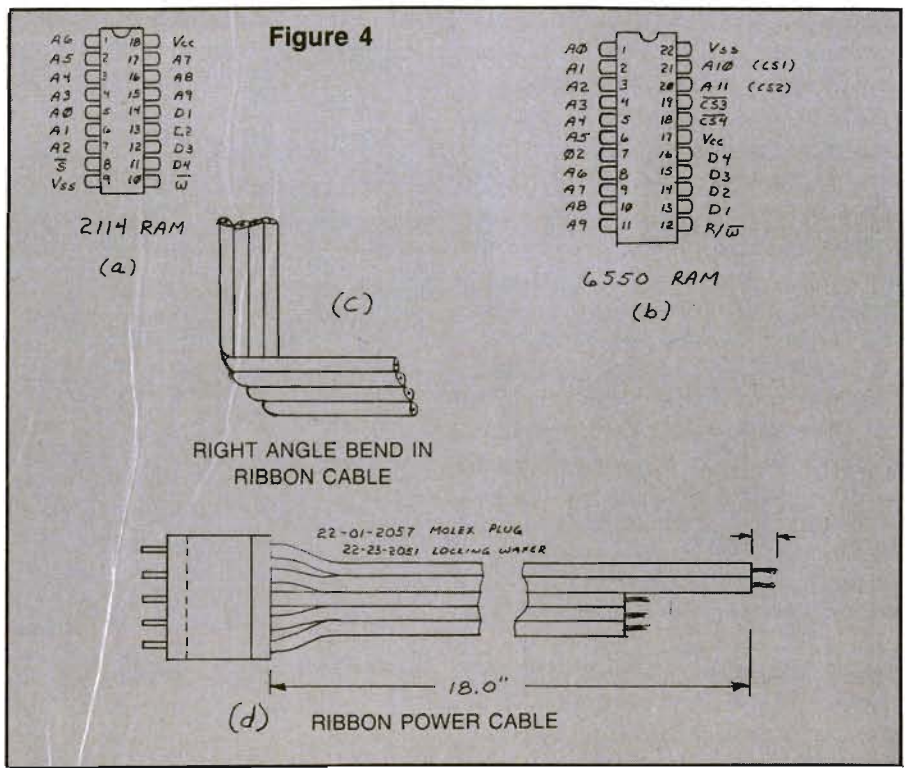 Figure 4
A6 1 18 Vcc
A5 2 17 A7
A4 3 16 A8
A3 4 15 A9
AØ 5 14 D1
A1 6 13 D2
A2 7 12 D3
S̅ 8 11 D4
Vss 9 10 W̅
2114 RAM
(a)
AØ 1 22 Vss
A1 2 21 A1Ø (CS1)
A2 3 20 A11 (CS2)
A3 4 19 C̅S̅3̅
A4 5 18 C̅S̅4̅
A5 6 17 Vcc
Ø2 7 16 D4
A6 8 15 D3
A7 9 14 D2
A8 10 13 D1
A9 11 12 R/W̅
6550 RAM
(b)
(C)
RIGHT ANGLE BEND IN
RIBBON CABLE
22-01-2057 MOLEX PLUG
22-23-2051 LOCKING WAFER
18.0"
(d) RIBBON POWER CABLE